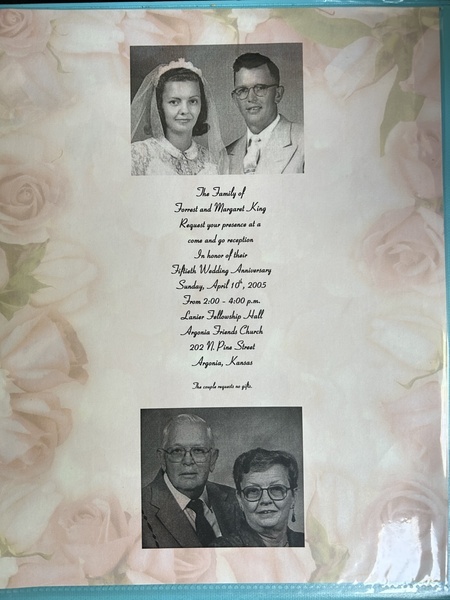 The Family of
Forrest and Margaret King
Request your presence at a
come and go reception
In honor of their
Fiftieth Wedding Anniversary
Sunday, April 10th, 2005
From 2:00 - 4:00 p.m.
Lanier Fellowship Hall
Argonia Friends Church
202 N. Pine Street
Argonia, Kansas
The couple requests no gifts.